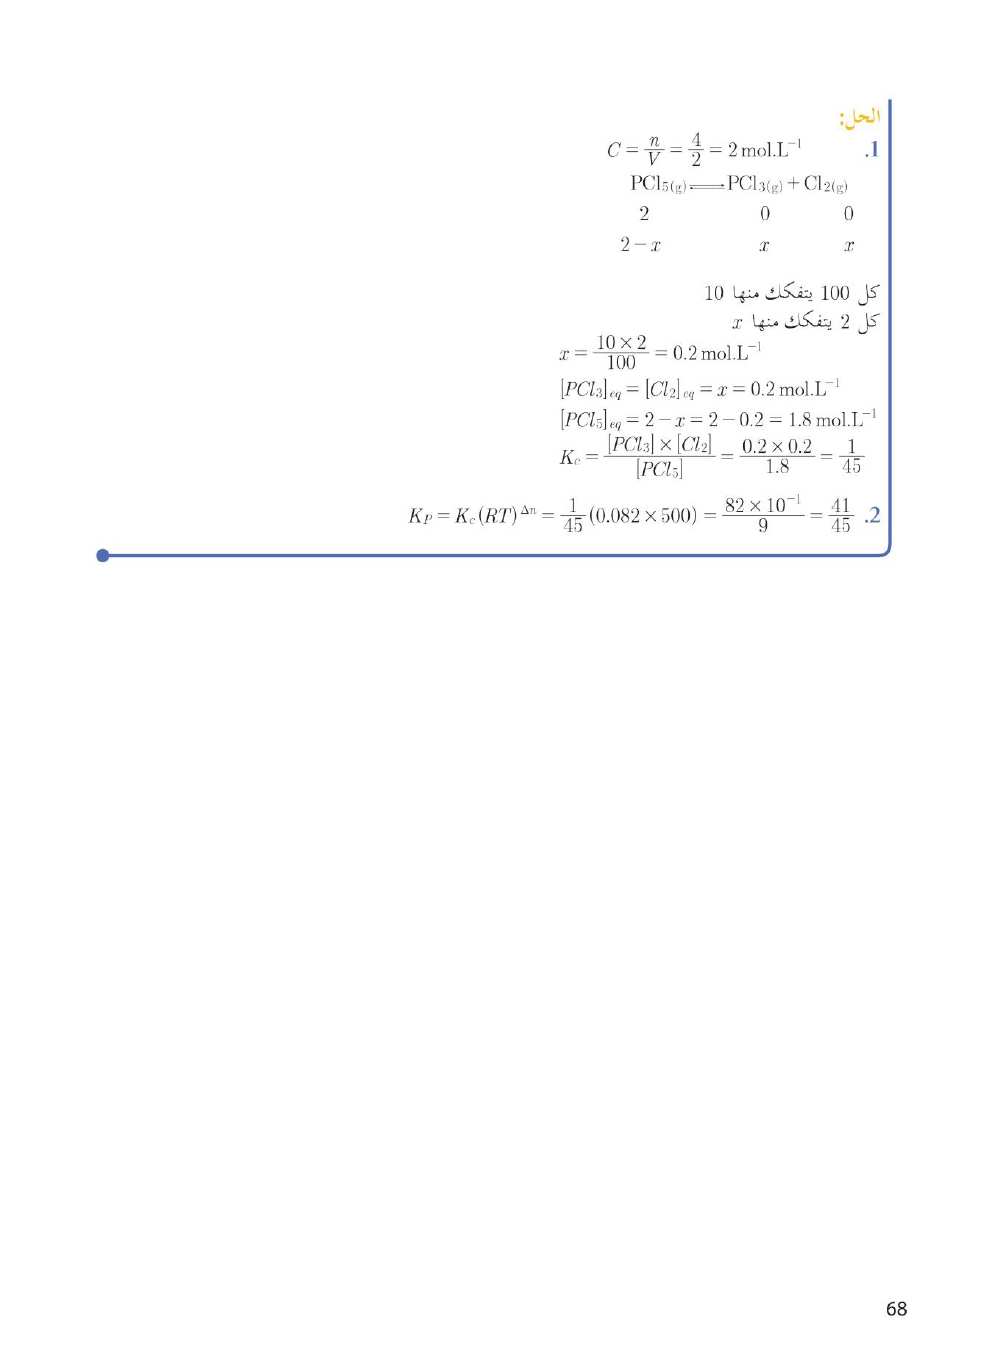 الحل:
1. C = n/V = 4/2 = 2 mol.L⁻¹
PCl₅(g) ⇌ PCl₃(g) + Cl₂(g)
2 0 0
2 − x x x
كل 100 يتفكك منها 10
كل 2 يتفكك منها x
x = (10 × 2)/100 = 0.2 mol.L⁻¹
[PCl₃]eq = [Cl₂]eq = x = 0.2 mol.L⁻¹
[PCl₅]eq = 2 − x = 2 − 0.2 = 1.8 mol.L⁻¹
Kc = ([PCl₃] × [Cl₂])/[PCl₅] = (0.2 × 0.2)/1.8 = 1/45
2. KP = Kc(RT)^Δn = 1/45 (0.082 × 500) = (82 × 10⁻¹)/9 = 41/45
68